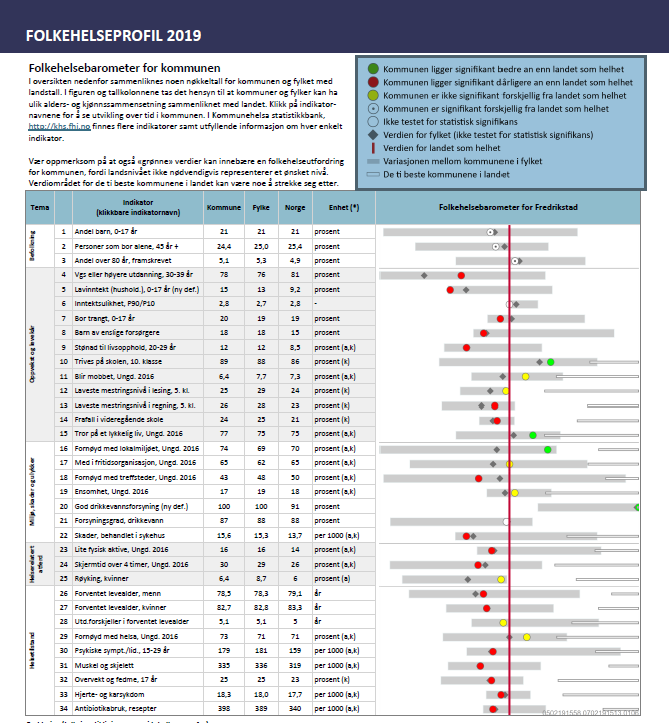 FOLKEHELSEPROFIL 2019
Folkehelsebarometer for kommunen
I oversikten nedenfor sammenliknes noen nøkkeltall for kommunen og fylket med
landstall. I figuren og tallkolonnene tas det hensyn til at kommuner og fylker kan ha
ulik alders- og kjønnssammensetning sammenliknet med landet. Klikk på indikator-
navnene for å se utvikling over tid i kommunen. I Kommunehelsa statistikkbank,
http://khs.fhi.no finnes flere indikatorer samt utfyllende informasjon om hver enkelt
indikator.
Vær oppmerksom på at også «grønne» verdier kan innebære en folkehelseutfordring
for kommunen, fordi landsnivået ikke nødvendigvis representerer et ønsket nivå.
Verdiområdet for de ti beste kommunene i landet kan være noe å strekke seg etter.
Kommunen ligger signifikant bedre an enn landet som helhet
Kommunen ligger signifikant dårligere an enn landet som helhet
Kommunen er ikke signifikant forskjellig fra landet som helhet
Kommunen er signifikant forskjellig fra landet som helhet
Ikke testet for statistisk signifikans
Verdien for fylket (ikke testet for statistisk signifikans)
Verdien for landet som helhet
Variasjonen mellom kommunene i fylket
De ti beste kommunene i landet
Tema Indikator (klikkbare indikatornavn) Kommune Fylke Norge Enhet (*) Folkehelsebarometer for Fredrikstad
Befolkning
1 Andel barn, 0-17 år 21 21 21 prosent
2 Personer som bor alene, 45 år + 24,4 25,0 25,4 prosent
3 Andel over 80 år, framskrevet 5,1 5,3 4,9 prosent
Oppvekst og levekår
4 Vgs eller høyere utdanning, 30-39 år 78 76 81 prosent
5 Lavinntekt (hushold.), 0-17 år (ny def.) 15 13 9,2 prosent
6 Inntektsulikhet, P90/P10 2,8 2,7 2,8 -
7 Bor trangt, 0-17 år 20 19 19 prosent
8 Barn av enslige forsørgere 18 18 15 prosent
9 Stønad til livsopphold, 20-29 år 12 12 8,5 prosent (a,k)
10 Trives på skolen, 10. klasse 89 88 86 prosent (k)
11 Blir mobbet, Ungd. 2016 6,4 7,7 7,3 prosent (a,k)
12 Laveste mestringsnivå i lesing, 5. kl. 25 29 24 prosent (k)
13 Laveste mestringsnivå i regning, 5. kl. 26 28 23 prosent (k)
14 Frafall i videregående skole 24 25 21 prosent (k)
15 Tror på et lykkelig liv, Ungd. 2016 77 75 75 prosent (a,k)
Miljø, skader og ulykker
16 Fornøyd med lokalmiljøet, Ungd. 2016 74 69 70 prosent (a,k)
17 Med i fritidsorganisasjon, Ungd. 2016 65 62 65 prosent (a,k)
18 Fornøyd med treffsteder, Ungd. 2016 43 48 50 prosent (a,k)
19 Ensomhet, Ungd. 2016 17 19 18 prosent (a,k)
20 God drikkevannsforsyning (ny def.) 100 100 91 prosent
21 Forsyningsgrad, drikkevann 87 88 88 prosent
22 Skader, behandlet i sykehus 15,6 15,3 13,7 per 1000 (a,k)
Helserelatert atferd
23 Lite fysisk aktive, Ungd. 2016 16 16 14 prosent (a,k)
24 Skjermtid over 4 timer, Ungd. 2016 30 29 26 prosent (a,k)
25 Røyking, kvinner 6,4 8,7 6 prosent (a)
Helsetilstand
26 Forventet levealder, menn 78,5 78,3 79,1 år
27 Forventet levealder, kvinner 82,7 82,8 83,3 år
28 Utd.forskjeller i forventet levealder 5,1 5,1 5 år
29 Fornøyd med helsa, Ungd. 2016 73 71 71 prosent (a,k)
30 Psykiske sympt./lid., 15-29 år 179 181 159 per 1000 (a,k)
31 Muskel og skjelett 335 336 319 per 1000 (a,k)
32 Overvekt og fedme, 17 år 25 25 23 prosent (k)
33 Hjerte- og karsykdom 18,3 18,0 17,7 per 1000 (a,k)
34 Antibiotikabruk, resepter 398 389 340 per 1000 (a,k)